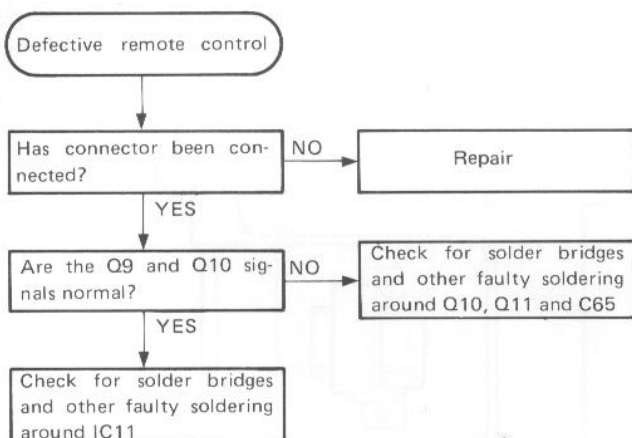 Defective remote control
Has connector been con-
nected?
NO
Repair
YES
Are the Q9 and Q10 sig-
nals normal?
NO
Check for solder bridges
and other faulty soldering
around Q10, Q11 and C65
YES
Check for solder bridges
and other faulty soldering
around IC11